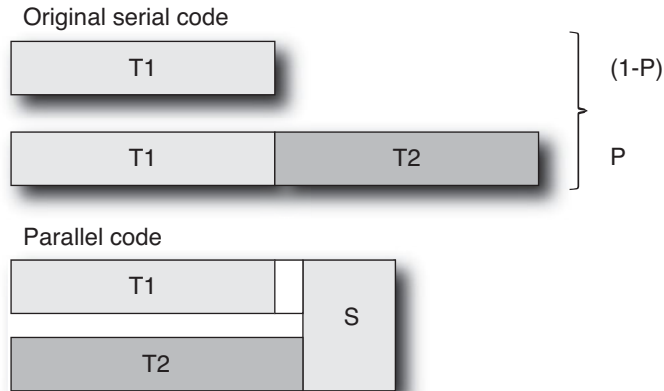 Original serial code
T1
(1-P)
T1
T2
P
Parallel code
T1
S
T2